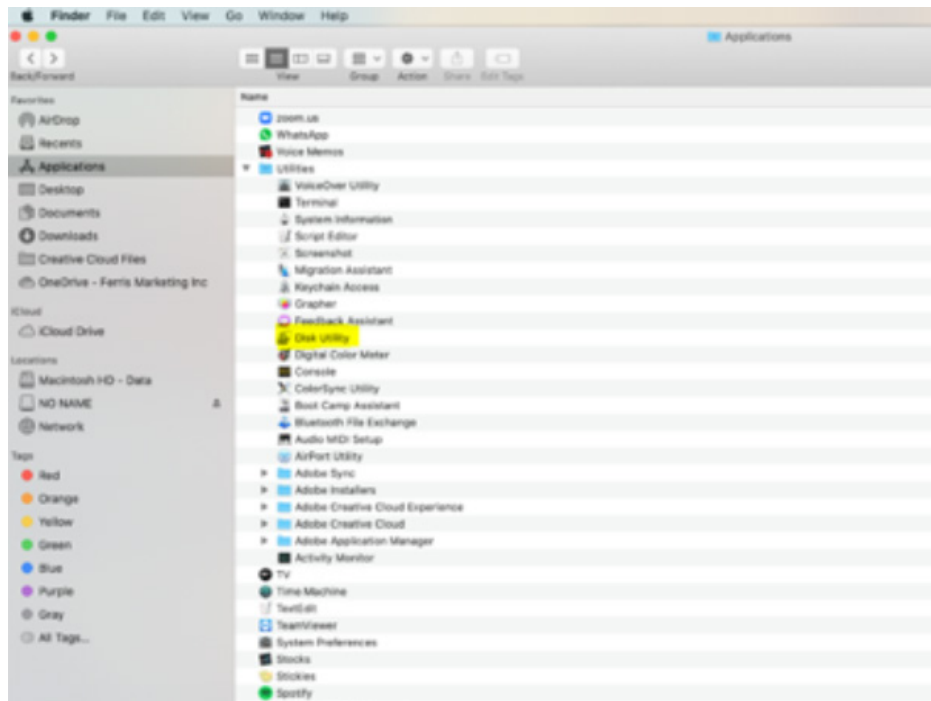 Finder File Edit View Go Window Help
Applications
Back/Forward View Group Action Share Edit Tags
Favorites
AirDrop
Recents
Applications
Desktop
Documents
Downloads
Creative Cloud Files
OneDrive - Ferris Marketing Inc
iCloud
iCloud Drive
Locations
Macintosh HD - Data
NO NAME
Network
Tags
Red
Orange
Yellow
Green
Blue
Purple
Gray
All Tags...
Name
zoom.us
WhatsApp
Voice Memos
Utilities
VoiceOver Utility
Terminal
System Information
Script Editor
Screenshot
Migration Assistant
Keychain Access
Grapher
Feedback Assistant
Disk Utility
Digital Color Meter
Console
ColorSync Utility
Boot Camp Assistant
Bluetooth File Exchange
Audio MIDI Setup
AirPort Utility
Adobe Sync
Adobe Installers
Adobe Creative Cloud Experience
Adobe Creative Cloud
Adobe Application Manager
Activity Monitor
TV
Time Machine
TextEdit
TeamViewer
System Preferences
Stocks
Stickies
Spotify